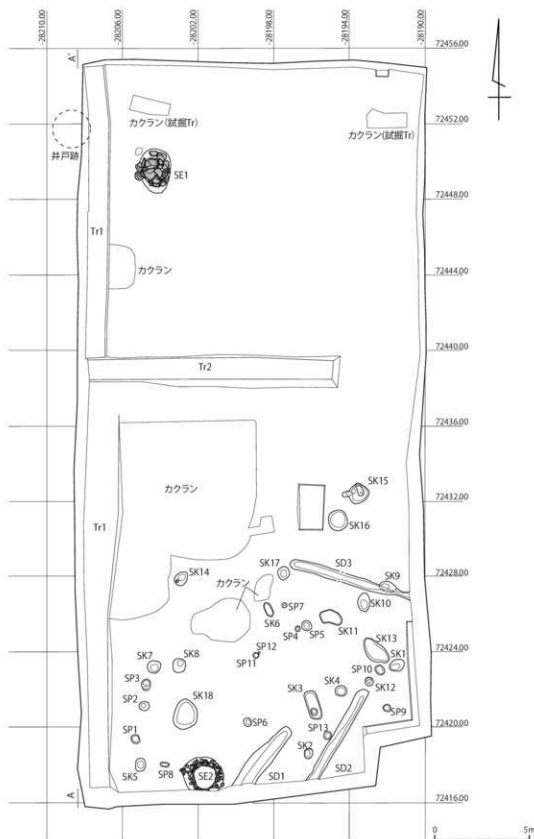 -28210.00
-28206.00
-28202.00
-28198.00
-28194.00
-28190.00
A'
72456.00
カクラン(試掘Tr)
カクラン(試掘Tr)
72452.00
井戸跡
SE1
72448.00
Tr1
カクラン
72444.00
72440.00
Tr2
72436.00
カクラン
SK15
72432.00
Tr1
SK16
SK17
SD3
72428.00
SK14
カクラン
SK9
SK10
SP7
SK6
SK11
SP4
SP5
SK13
72424.00
SP12
SP11
SK7
SK8
SK1
SP10
SP3
SK4
SK12
SK3
SP2
SK18
SP9
SP6
SP13
72420.00
SP1
SK2
SK5
SP8
SE2
SD1
SD2
A
72416.00
0
5m